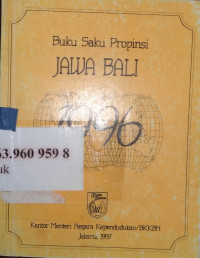 Buku Saku Propinsi
JAWA BALI
1996
63.960 959 8
uk
Kantor Menteri Negara Kependudukan/BKKBN
Jakarta, 1997